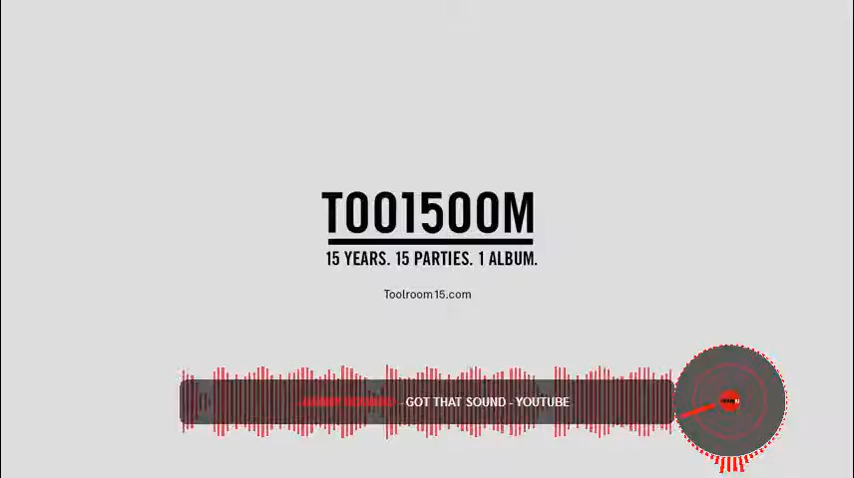 TOO1500M
15 YEARS. 15 PARTIES. 1 ALBUM.
Toolroom15.com
- GOT THAT SOUND - YOUTUBE